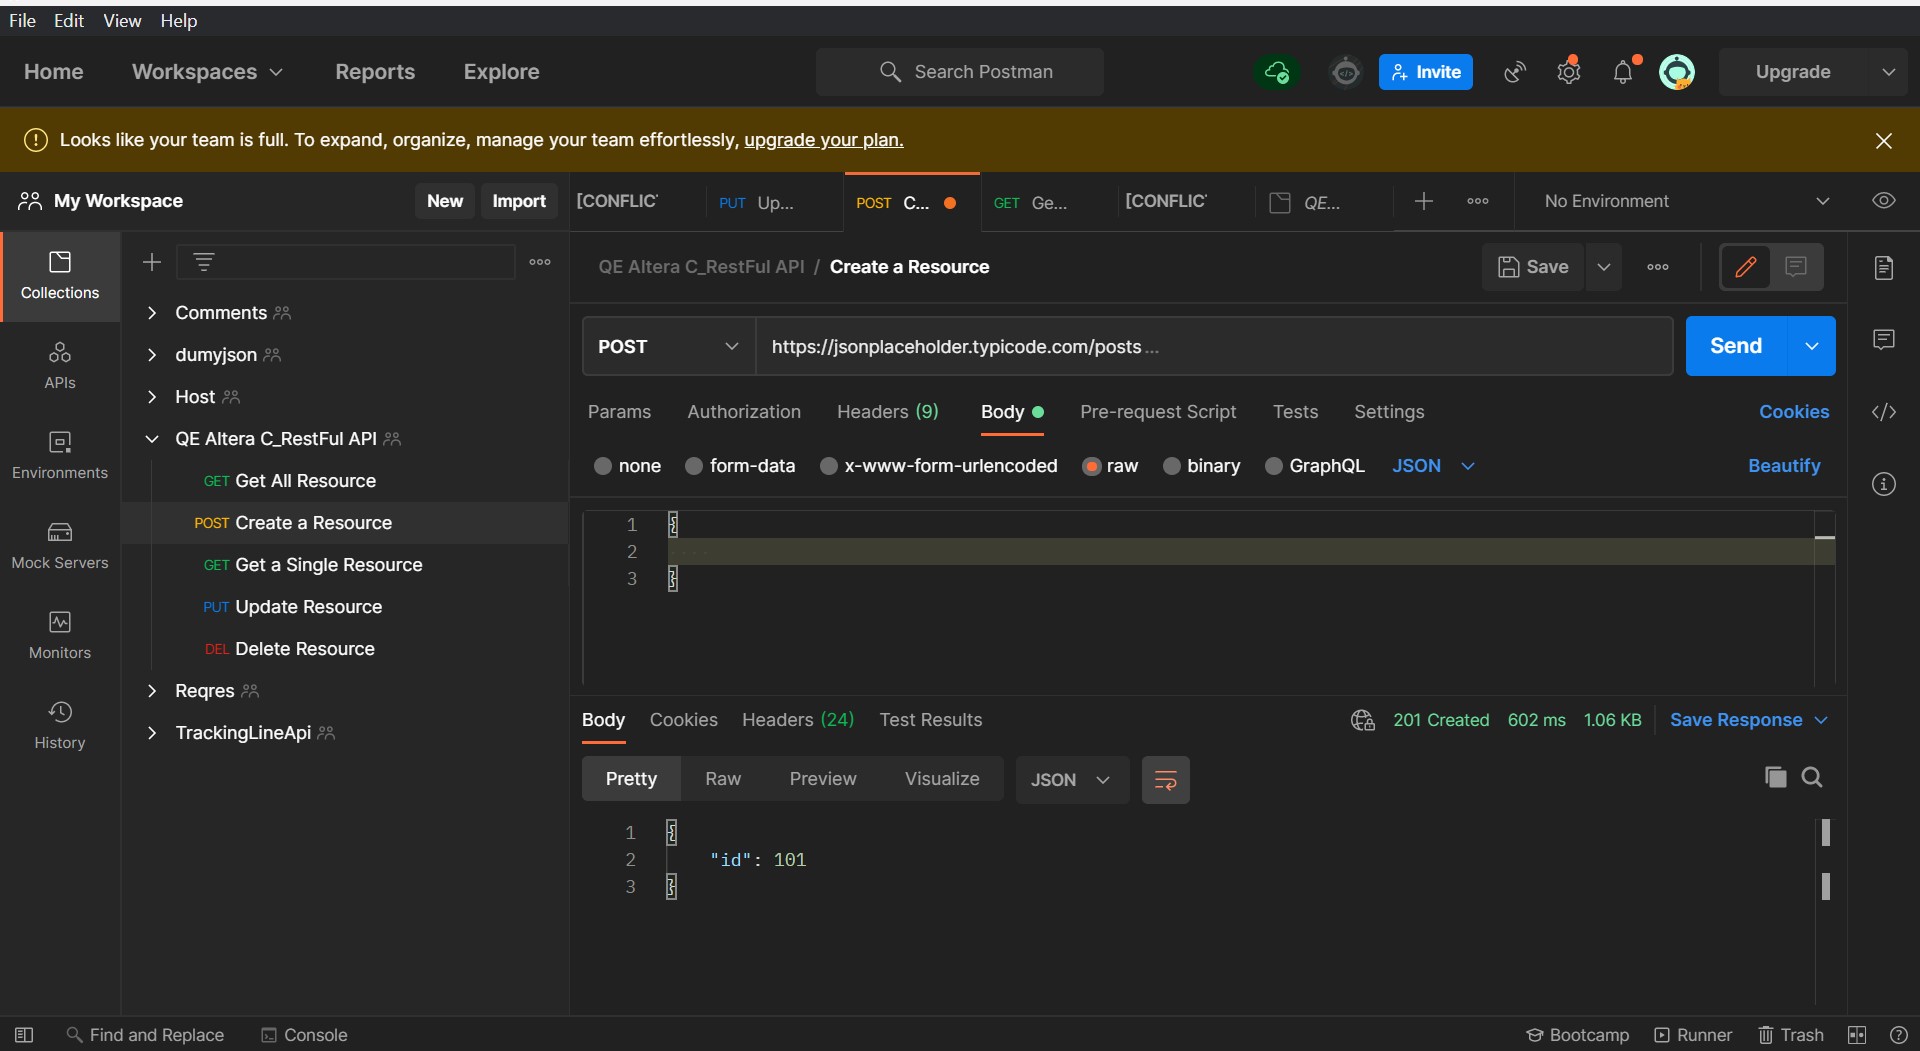 File Edit View Help
Home Workspaces Reports Explore Search Postman Invite Upgrade
Looks like your team is full. To expand, organize, manage your team effortlessly, upgrade your plan.
My Workspace New Import [CONFLIC PUT Up... POST C... GET Ge... [CONFLIC QE... No Environment
Collections
APIs
Environments
Mock Servers
Monitors
History
Comments
dumyjson
Host
QE Altera C_RestFul API
GET Get All Resource
POST Create a Resource
GET Get a Single Resource
PUT Update Resource
DEL Delete Resource
Reqres
TrackingLineApi
QE Altera C_RestFul API / Create a Resource Save
POST https://jsonplaceholder.typicode.com/posts ... Send
Params Authorization Headers (9) Body Pre-request Script Tests Settings Cookies
none form-data x-www-form-urlencoded raw binary GraphQL JSON Beautify
1 {
2
3 }
Body Cookies Headers (24) Test Results 201 Created 602 ms 1.06 KB Save Response
Pretty Raw Preview Visualize JSON
1 {
2 "id": 101
3 }
Find and Replace Console Bootcamp Runner Trash